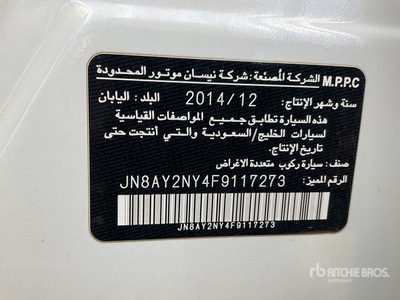 M.P.P.C الشركة المصنعة: شركة نيسان موتور المحدودة
سنة وشهر الإنتاج: 2014/12 البلد: اليابان
هذه السيارة تطابق جميع المواصفات القياسية
لسيارات الخليج/السعودية والتي أنتجت حتى
تاريخ الإنتاج.
صنف: سيارة ركوب متعددة الاغراض
الرقم المميز: JN8AY2NY4F9117273
JN8AY2NY4F9117273
rb RITCHIE BROS.